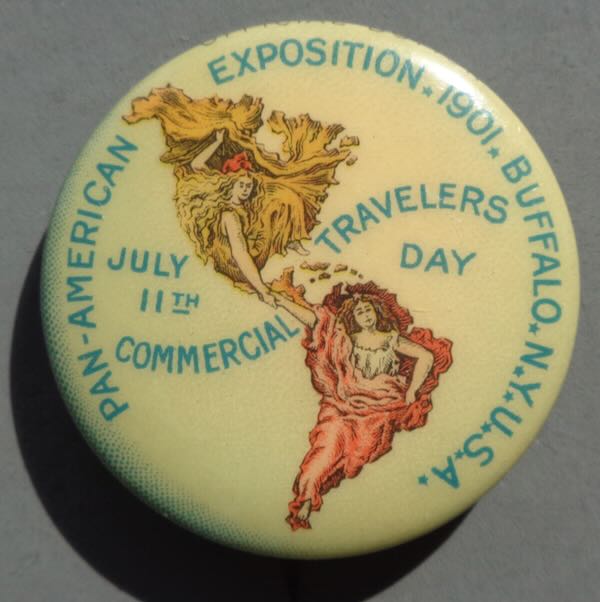 PAN-AMERICAN EXPOSITION ★ 1901 ★ BUFFALO ★ N.★Y.★U.★S.★A.★
JULY
11TH
COMMERCIAL TRAVELERS
DAY